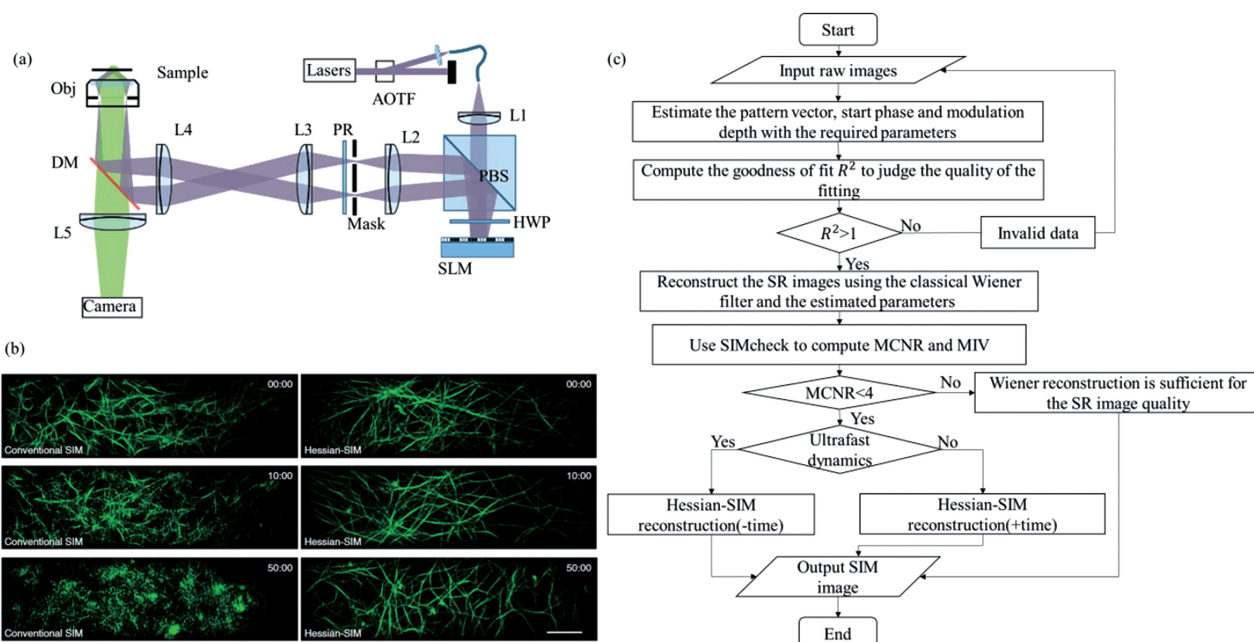 (a)
Sample
Obj
Lasers
AOTF
L1
L4
L3
PR
L2
DM
PBS
Mask
HWP
L5
SLM
Camera
(b)
00:00
Conventional SIM
00:00
Hessian-SIM
10:00
Conventional SIM
10:00
Hessian-SIM
50:00
Conventional SIM
50:00
Hessian-SIM
(c)
Start
Input raw images
Estimate the pattern vector, start phase and modulation
depth with the required parameters
Compute the goodness of fit R² to judge the quality of the
fitting
R²>1
No
Invalid data
Yes
Reconstruct the SR images using the classical Wiener
filter and the estimated parameters
Use SIMcheck to compute MCNR and MIV
MCNR<4
No
Wiener reconstruction is sufficient for
the SR image quality
Yes
Yes
Ultrafast
dynamics
No
Hessian-SIM
reconstruction(-time)
Hessian-SIM
reconstruction(+time)
Output SIM
image
End